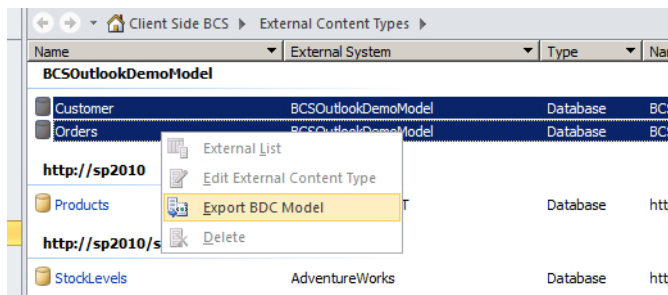 Client Side BCS ▸ External Content Types ▸
Name External System Type Na
BCSOutlookDemoModel
Customer BCSOutlookDemoModel Database BCS
Orders BCSOutlookDemoModel Database BCS
External List
http://sp2010
Edit External Content Type
Products T Database htt
Export BDC Model
http://sp2010/s
Delete
StockLevels AdventureWorks Database htt